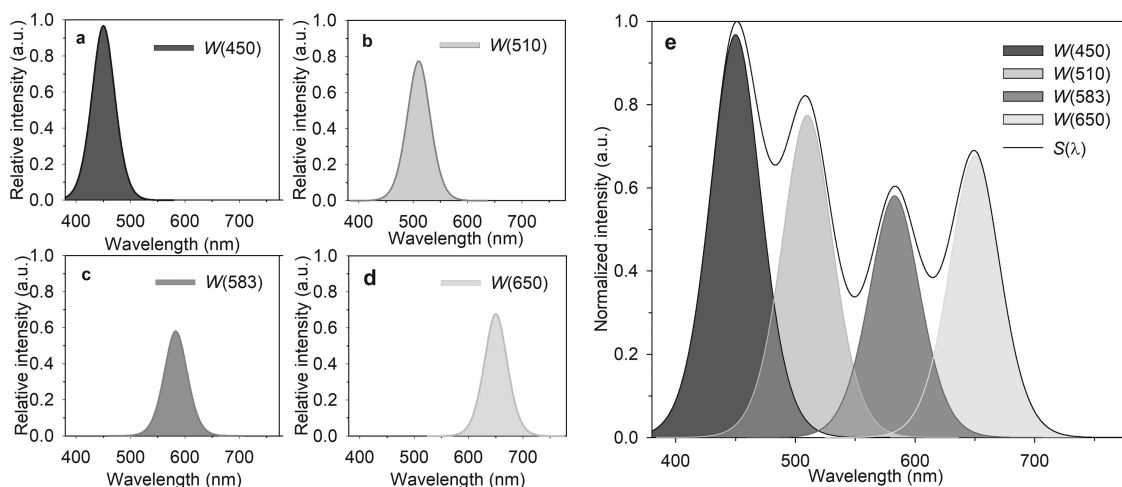 a
W(450)
Relative intensity (a.u.)
1.0
0.8
0.6
0.4
0.2
0.0
400 500 600 700
Wavelength (nm)
b
W(510)
Relative intensity (a.u.)
1.0
0.8
0.6
0.4
0.2
0.0
400 500 600 700
Wavelength (nm)
c
W(583)
Relative intensity (a.u.)
1.0
0.8
0.6
0.4
0.2
0.0
400 500 600 700
Wavelength (nm)
d
W(650)
Relative intensity (a.u.)
1.0
0.8
0.6
0.4
0.2
0.0
400 500 600 700
Wavelength (nm)
e
W(450)
W(510)
W(583)
W(650)
S(λ)
Normalized intensity (a.u.)
1.0
0.8
0.6
0.4
0.2
0.0
400 500 600 700
Wavelength (nm)